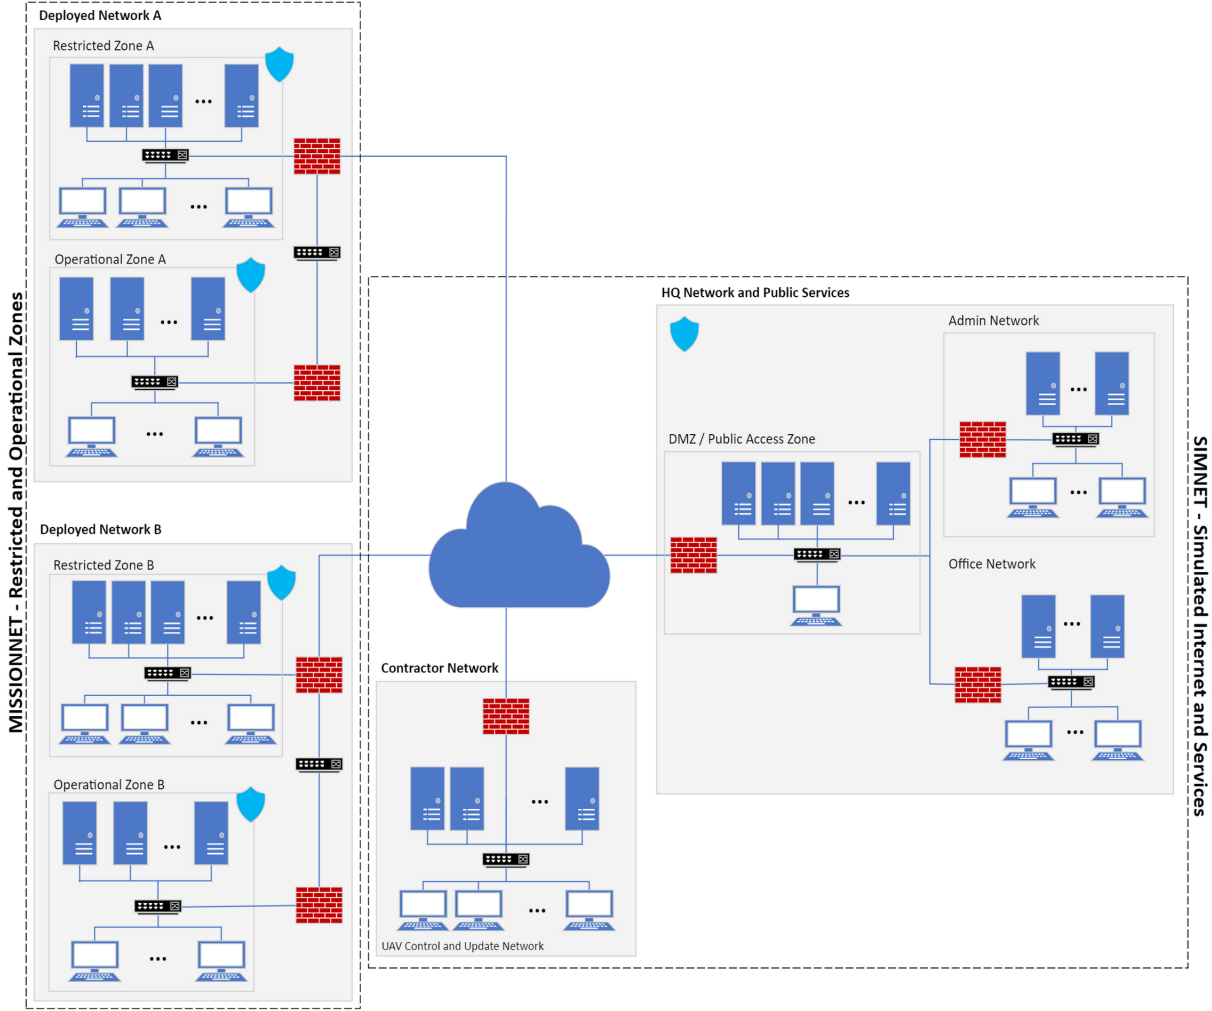 Deployed Network A
Restricted Zone A
Operational Zone A
MISSIONNET - Restricted and Operational Zones
Deployed Network B
Restricted Zone B
Operational Zone B
HQ Network and Public Services
Admin Network
DMZ / Public Access Zone
Office Network
SIMNET - Simulated Internet and Services
Contractor Network
UAV Control and Update Network